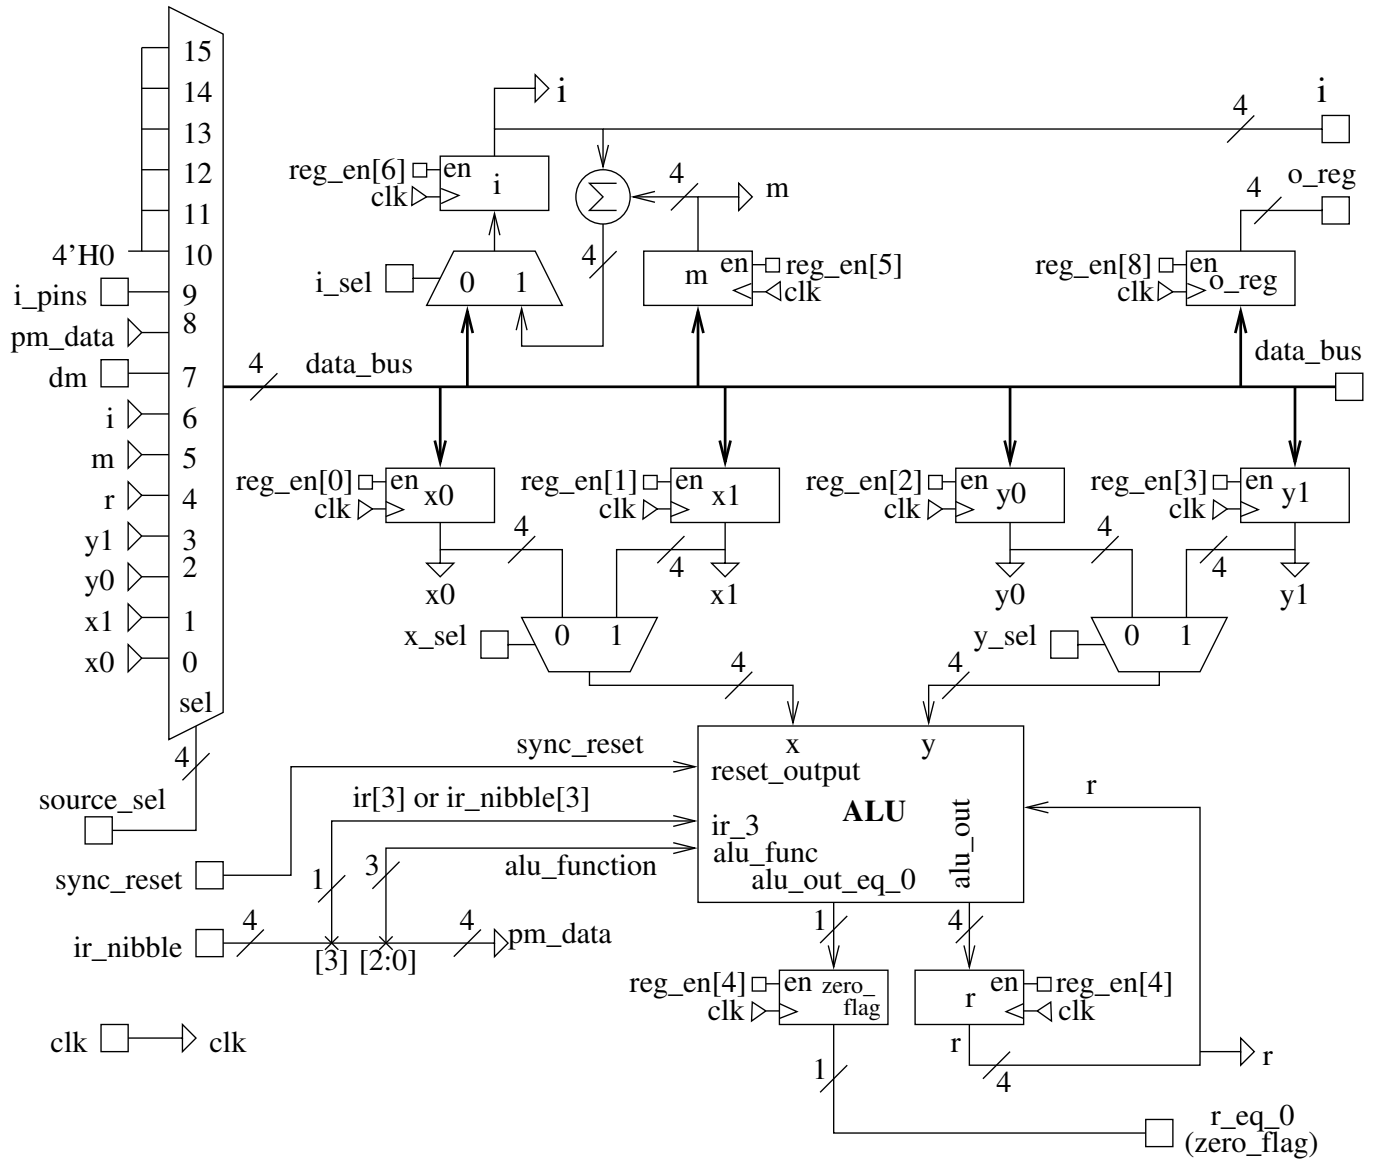 15
14
13
12
11
4'H0 10
i_pins 9
pm_data 8
dm 7
i 6
m 5
r 4
y1 3
y0 2
x1 1
x0 0
sel
4
source_sel
i
4
i
reg_en[6] en
clk i
4 m
4
i_sel 0 1
m en reg_en[5]
clk
4 o_reg
reg_en[8] en
clk o_reg
4 data_bus
data_bus
reg_en[0] en x0
clk
4
x0
reg_en[1] en x1
clk
4
x1
reg_en[2] en y0
clk
4
y0
reg_en[3] en y1
clk
4
y1
x_sel 0 1
4
y_sel 0 1
4
x y
sync_reset
reset_output
ir[3] or ir_nibble[3]
ir_3
ALU
alu_out
alu_func
alu_function
alu_out_eq_0
r
sync_reset
1 3
ir_nibble 4 4 pm_data
[3] [2:0]
clk clk
1 4
reg_en[4] en zero_
clk flag
en reg_en[4]
r clk
r
4
r
1
r_eq_0
(zero_flag)